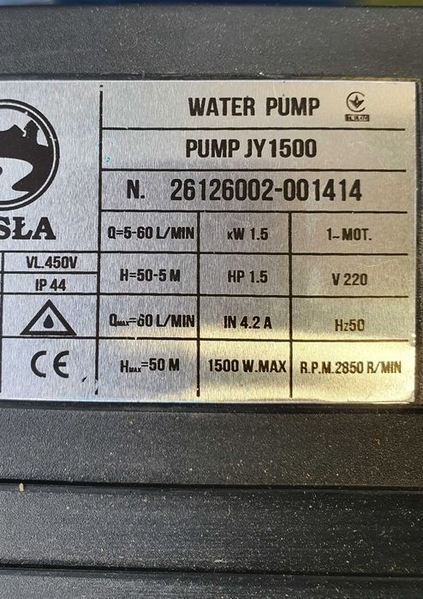 WATER PUMP
PUMP JY1500
N. 26126002-001414
SŁA
Q=5-60 L/MIN kW 1.5 1~ MOT.
VL.450V
H=50-5 M HP 1.5 V 220
IP 44
QMAX=60 L/MIN IN 4.2 A Hz50
CE HMAX=50 M 1500 W.MAX R.P.M.2850 R/MIN